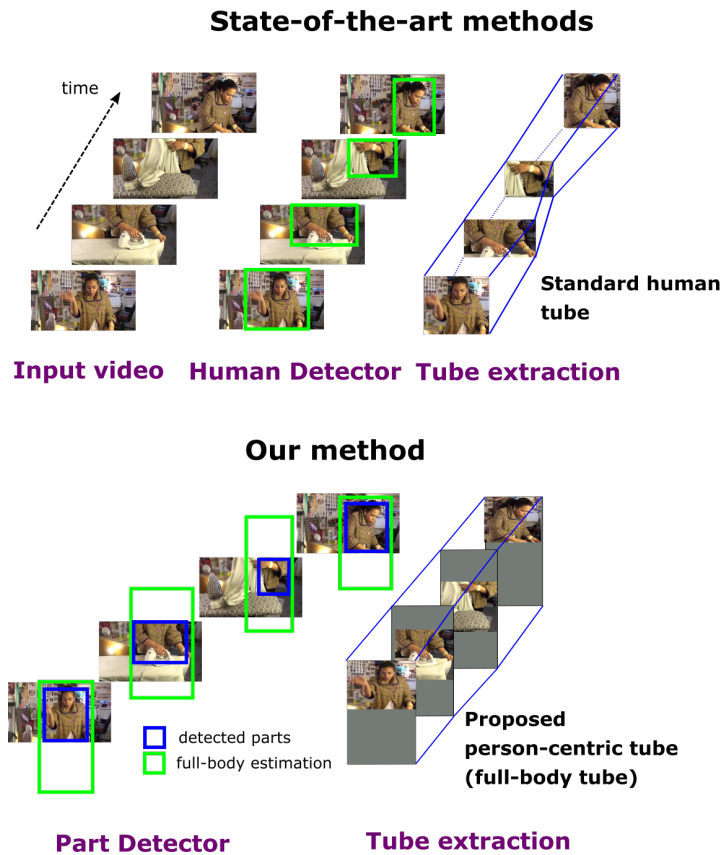 State-of-the-art methods
time
Standard human
tube
Input video
Human Detector
Tube extraction
Our method
detected parts
full-body estimation
Proposed
person-centric tube
(full-body tube)
Part Detector
Tube extraction